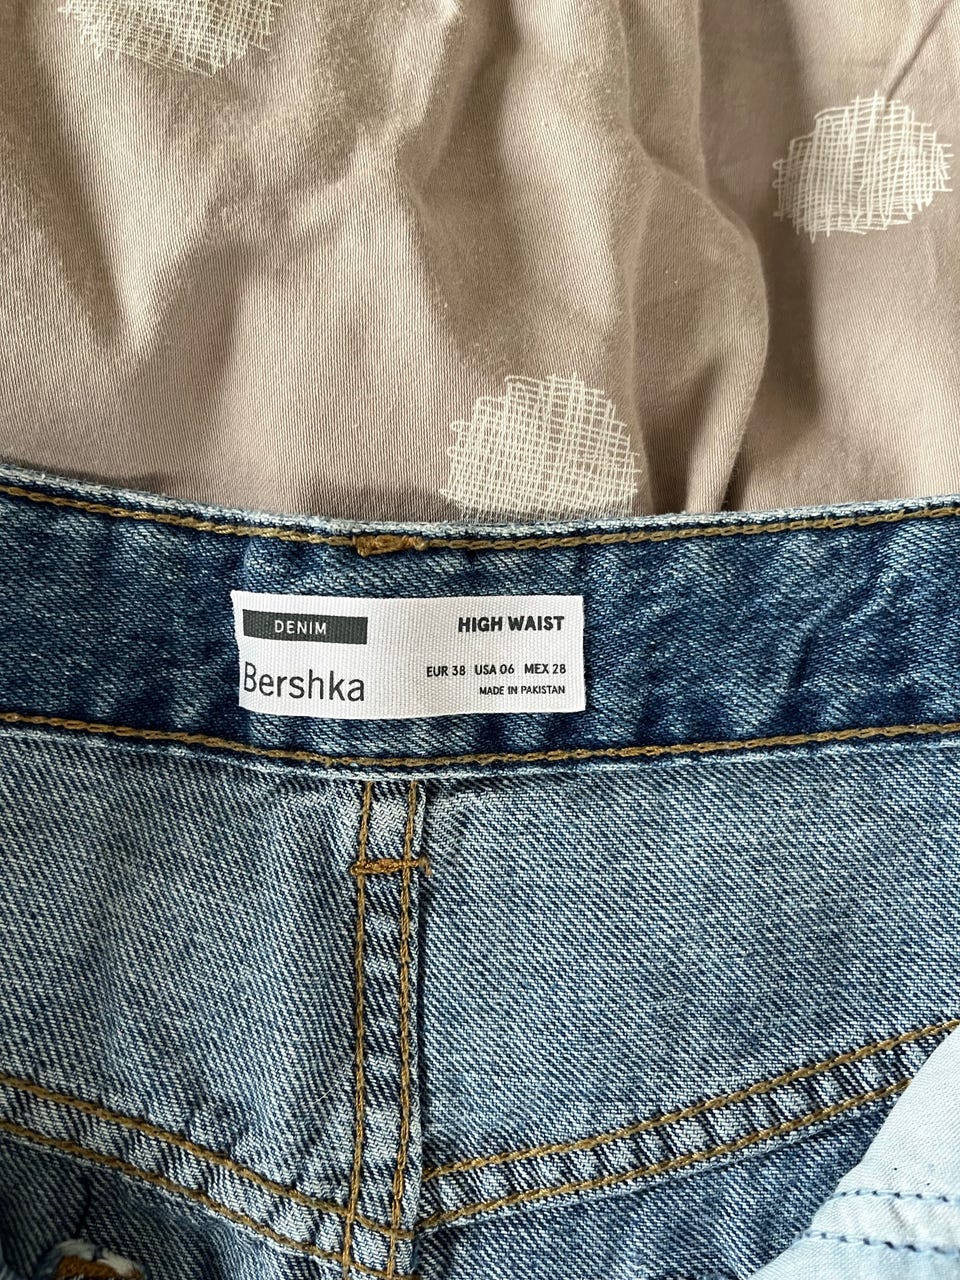 DENIM
Bershka
HIGH WAIST
EUR 38 USA 06 MEX 28
MADE IN PAKISTAN